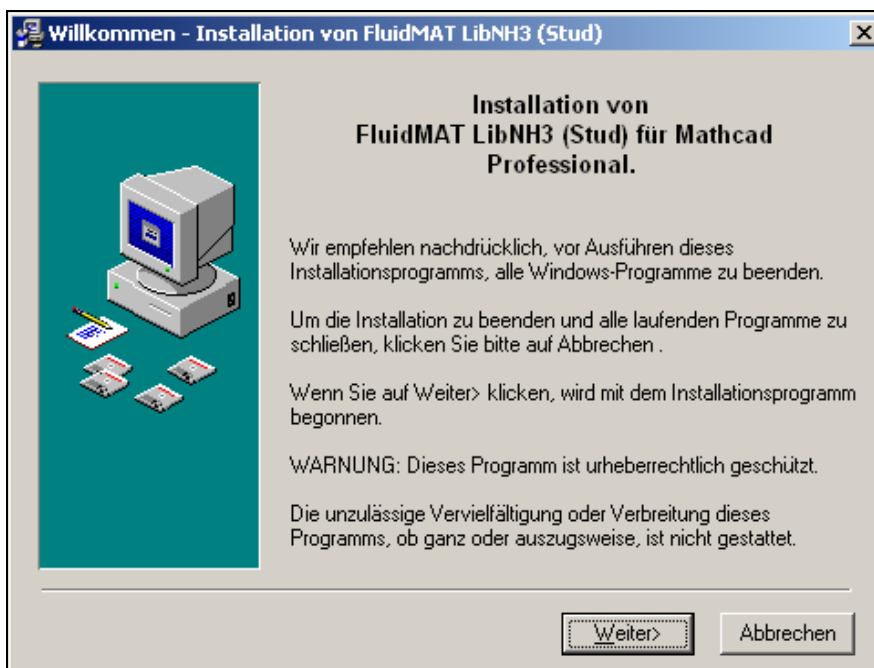 Willkommen - Installation von FluidMAT LibNH3 (Stud)
Installation von
FluidMAT LibNH3 (Stud) für Mathcad
Professional.
Wir empfehlen nachdrücklich, vor Ausführen dieses
Installationsprogramms, alle Windows-Programme zu beenden.
Um die Installation zu beenden und alle laufenden Programme zu
schließen, klicken Sie bitte auf Abbrechen .
Wenn Sie auf Weiter> klicken, wird mit dem Installationsprogramm
begonnen.
WARNUNG: Dieses Programm ist urheberrechtlich geschützt.
Die unzulässige Vervielfältigung oder Verbreitung dieses
Programms, ob ganz oder auszugsweise, ist nicht gestattet.
Weiter>
Abbrechen